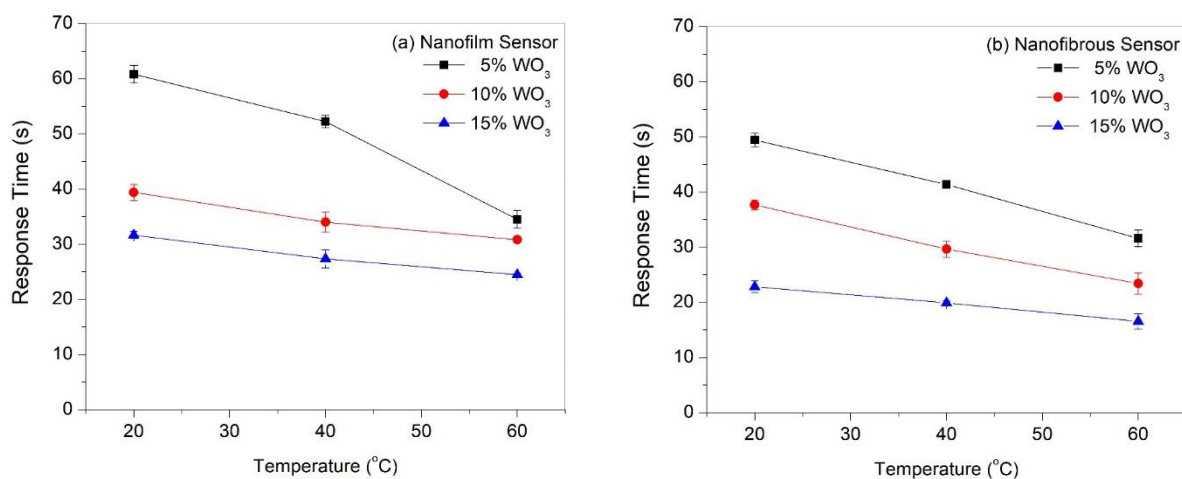 (a) Nanofilm Sensor
5% WO₃
10% WO₃
15% WO₃
Response Time (s)
70
60
50
40
30
20
10
0
20
30
40
50
60
Temperature (°C)
(b) Nanofibrous Sensor
5% WO₃
10% WO₃
15% WO₃
Response Time (s)
70
60
50
40
30
20
10
0
20
30
40
50
60
Temperature (°C)